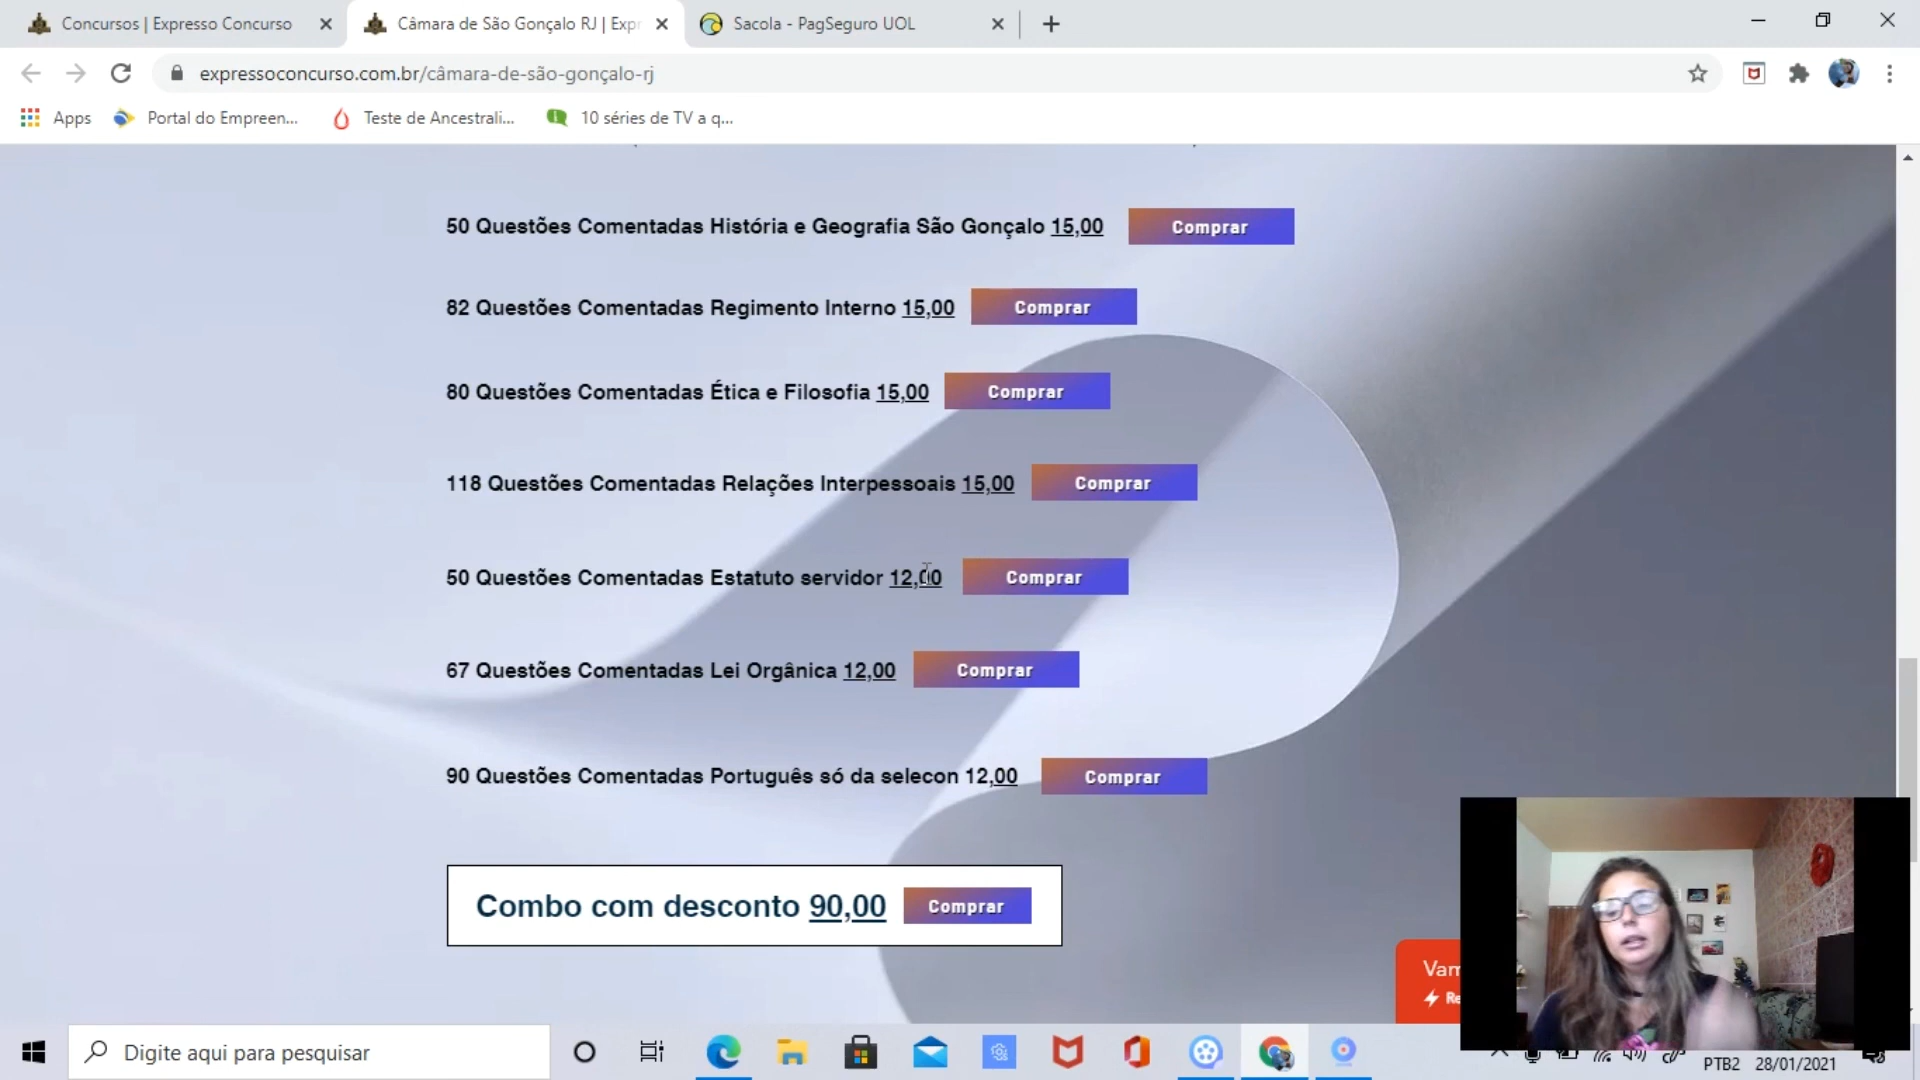 Concursos | Expresso Concurso
Câmara de São Gonçalo RJ | Expr
Sacola - PagSeguro UOL
expressoconcurso.com.br/câmara-de-são-gonçalo-rj
Apps
Portal do Empreen...
Teste de Ancestrali...
10 séries de TV a q...
50 Questões Comentadas História e Geografia São Gonçalo 15,00 Comprar
82 Questões Comentadas Regimento Interno 15,00 Comprar
80 Questões Comentadas Ética e Filosofia 15,00 Comprar
118 Questões Comentadas Relações Interpessoais 15,00 Comprar
50 Questões Comentadas Estatuto servidor 12,00 Comprar
67 Questões Comentadas Lei Orgânica 12,00 Comprar
90 Questões Comentadas Português só da selecon 12,00 Comprar
Combo com desconto 90,00 Comprar
Digite aqui para pesquisar
PTB2 28/01/2021